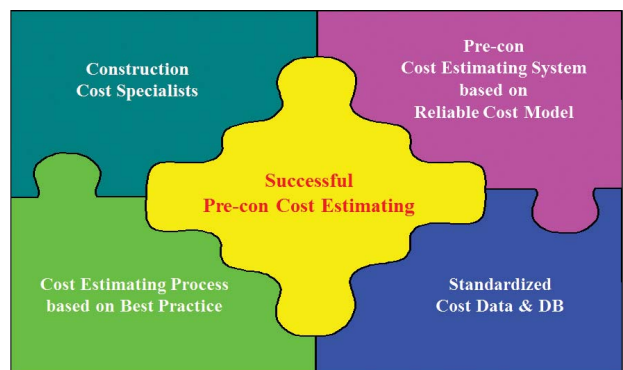 Construction
Cost Specialists
Pre-con
Cost Estimating System
based on
Reliable Cost Model
Successful
Pre-con Cost Estimating
Cost Estimating Process
based on Best Practice
Standardized
Cost Data & DB